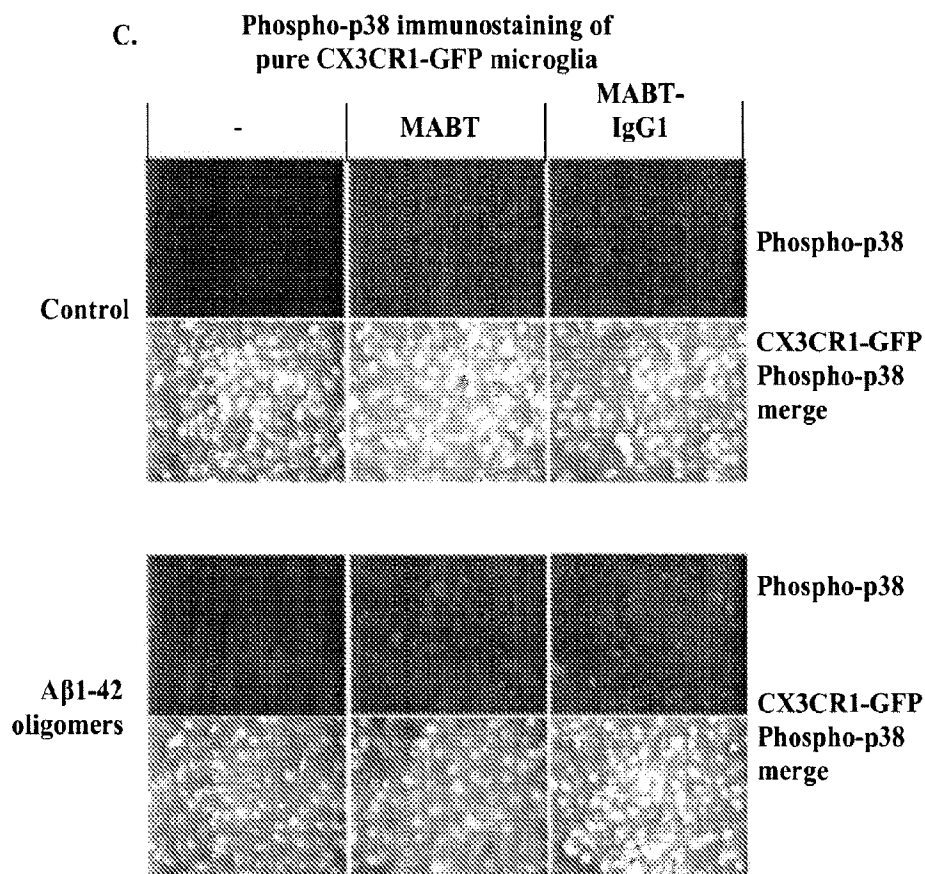 C.
Phospho-p38 immunostaining of
pure CX3CR1-GFP microglia
-
MABT
MABT-
IgG1
Control
Phospho-p38
CX3CR1-GFP
Phospho-p38
merge
Aβ1-42
oligomers
Phospho-p38
CX3CR1-GFP
Phospho-p38
merge